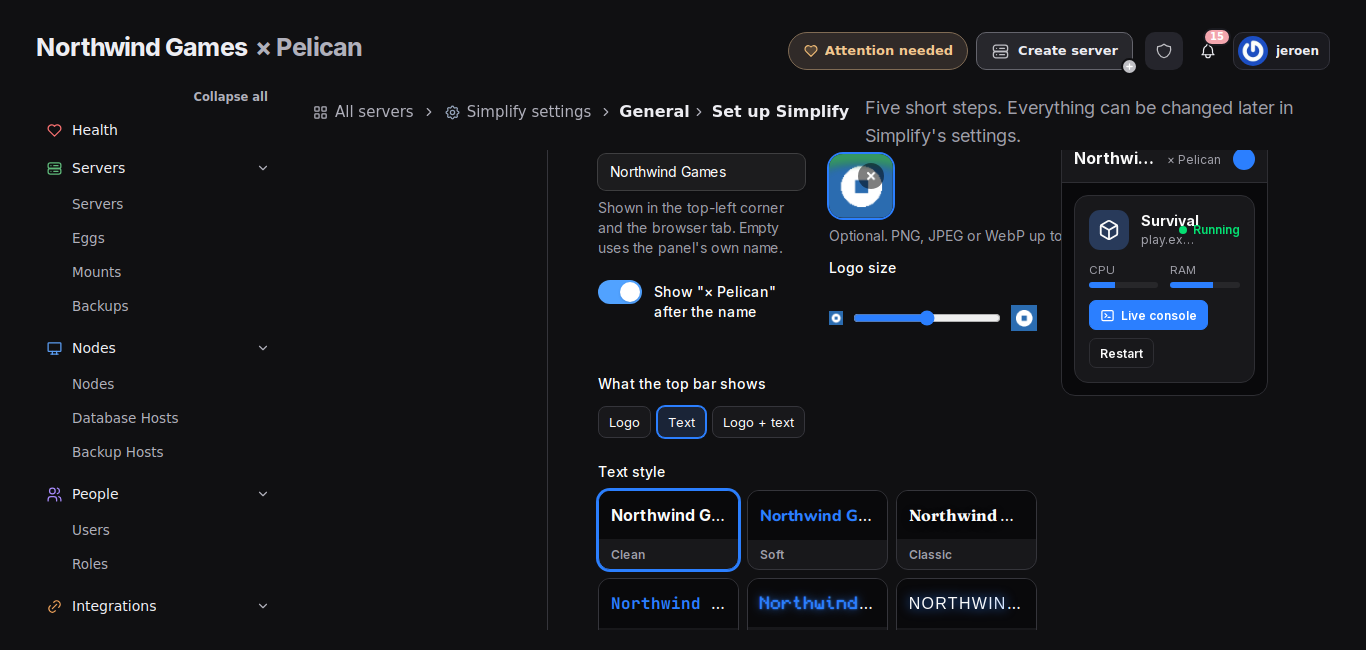 Northwind Games × Pelican
Attention needed
Create server
15
jeroen
Collapse all
Health
Servers
Servers
Eggs
Mounts
Backups
Nodes
Nodes
Database Hosts
Backup Hosts
People
Users
Roles
Integrations
All servers > Simplify settings > General > Set up Simplify
Five short steps. Everything can be changed later in
Simplify's settings.
Northwind Games
Shown in the top-left corner
and the browser tab. Empty
uses the panel's own name.
Show "× Pelican"
after the name
Optional. PNG, JPEG or WebP up to
Logo size
What the top bar shows
Logo
Text
Logo + text
Text style
Northwind G…
Clean
Northwind G…
Soft
Northwind …
Classic
Northwind …
Northwind…
NORTHWIN…
Northwi… × Pelican
Survival
play.ex…
Running
CPU
RAM
Live console
Restart